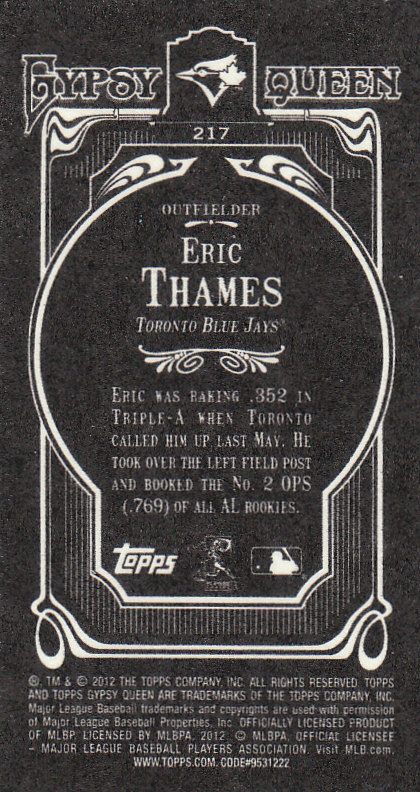 GYPSY QUEEN
217
OUTFIELDER
ERIC
THAMES
TORONTO BLUE JAYS
ERIC WAS RAKING .352 IN
TRIPLE-A WHEN TORONTO
CALLED HIM UP LAST MAY. HE
TOOK OVER THE LEFT FIELD POST
AND BOOKED THE NO. 2 OPS
(.769) OF ALL AL ROOKIES.
topps
®, TM & © 2012 THE TOPPS COMPANY, INC. ALL RIGHTS RESERVED. TOPPS
AND TOPPS GYPSY QUEEN ARE TRADEMARKS OF THE TOPPS COMPANY, INC.
Major League Baseball trademarks and copyrights are used with permission
of Major League Baseball Properties, Inc. OFFICIALLY LICENSED PRODUCT
OF MLBP. LICENSED BY MLBPA, 2012. © MLBPA, OFFICIAL LICENSEE
– MAJOR LEAGUE BASEBALL PLAYERS ASSOCIATION. Visit MLB.com.
WWW.TOPPS.COM. CODE#9531222